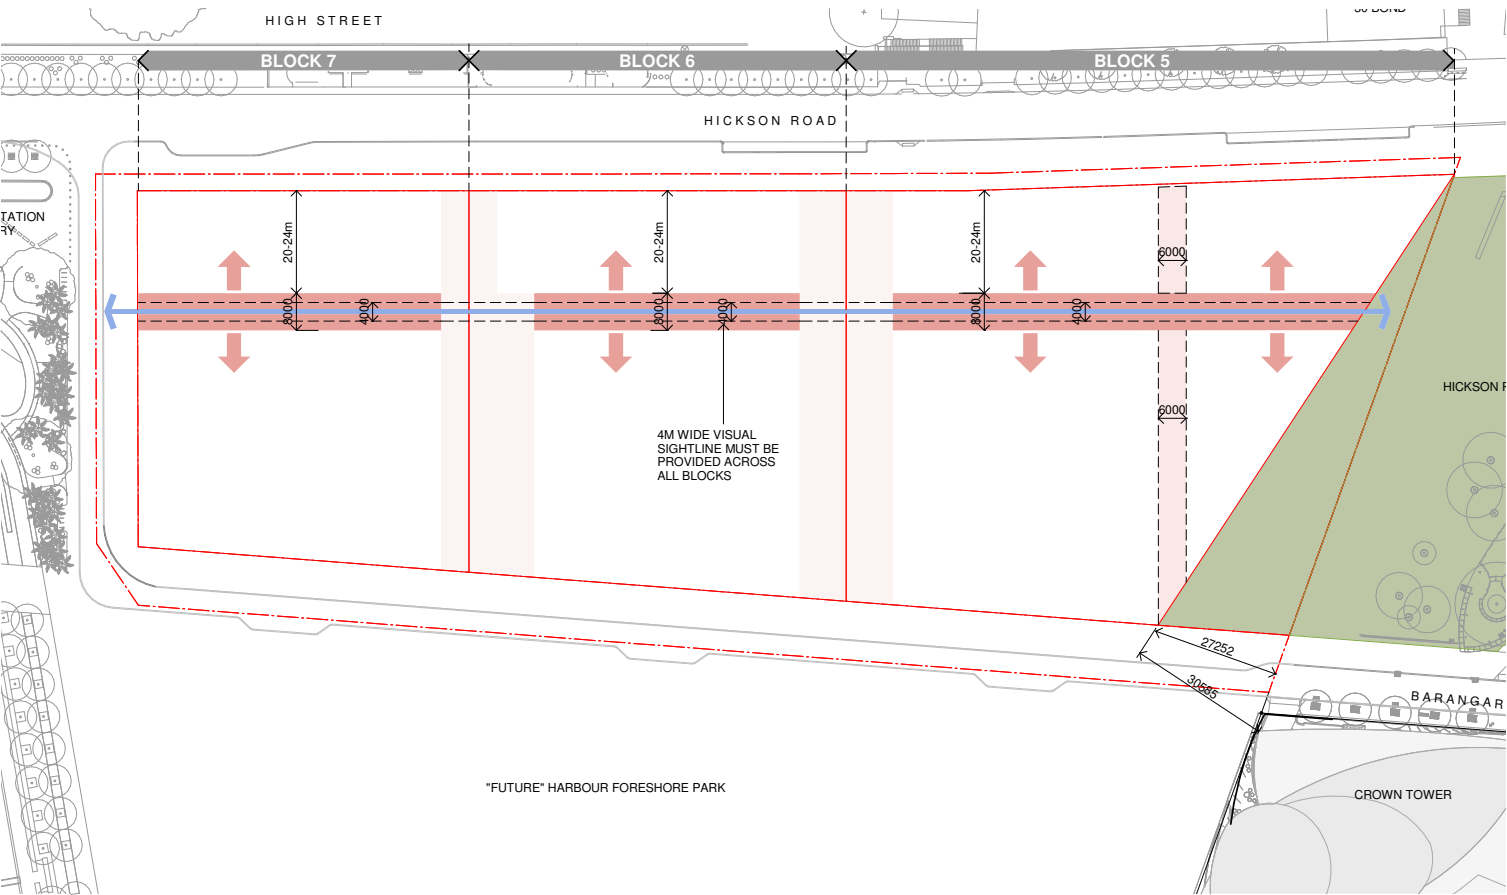 HIGH STREET
BLOCK 7
BLOCK 6
BLOCK 5
HICKSON ROAD
TATION
20-24m
20-24m
20-24m
6000
8000
4000
8000
4000
8000
4000
HICKSON
6000
4M WIDE VISUAL
SIGHTLINE MUST BE
PROVIDED ACROSS
ALL BLOCKS
27252
30585
BARANGAR
"FUTURE" HARBOUR FORESHORE PARK
CROWN TOWER